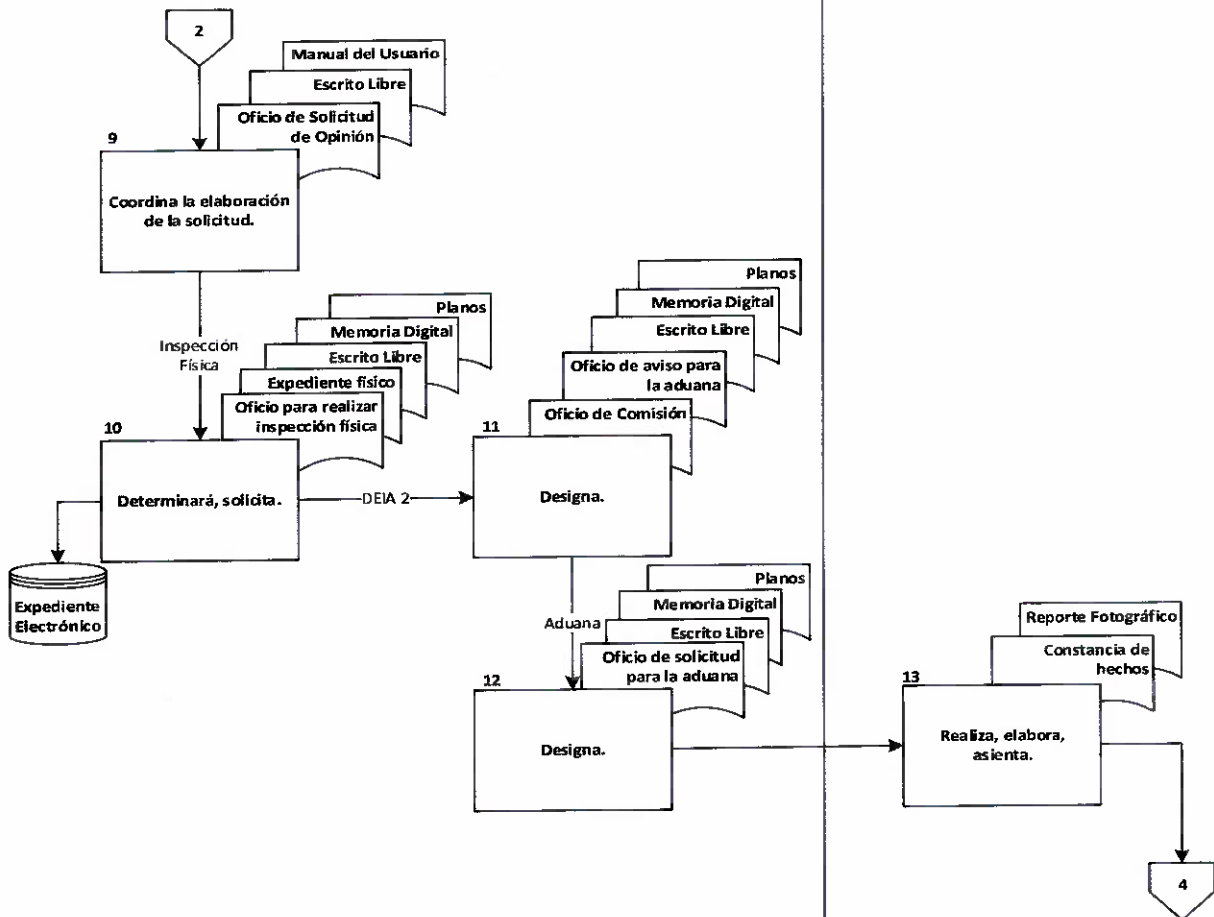 2
Manual del Usuario
Escrito Libre
Oficio de Solicitud
de Opinión
9
Coordina la elaboración
de la solicitud.
Inspección
Física
Planos
Memoria Digital
Escrito Libre
Expediente físico
Oficio para realizar
inspección física
10
Determinará, solicita.
Expediente
Electrónico
DEIA 2
Planos
Memoria Digital
Escrito Libre
Oficio de aviso para
la aduana
Oficio de Comisión
11
Designa.
Aduana
Planos
Memoria Digital
Escrito Libre
Oficio de solicitud
para la aduana
12
Designa.
Reporte Fotográfico
Constancia de
hechos
13
Realiza, elabora,
asienta.
4